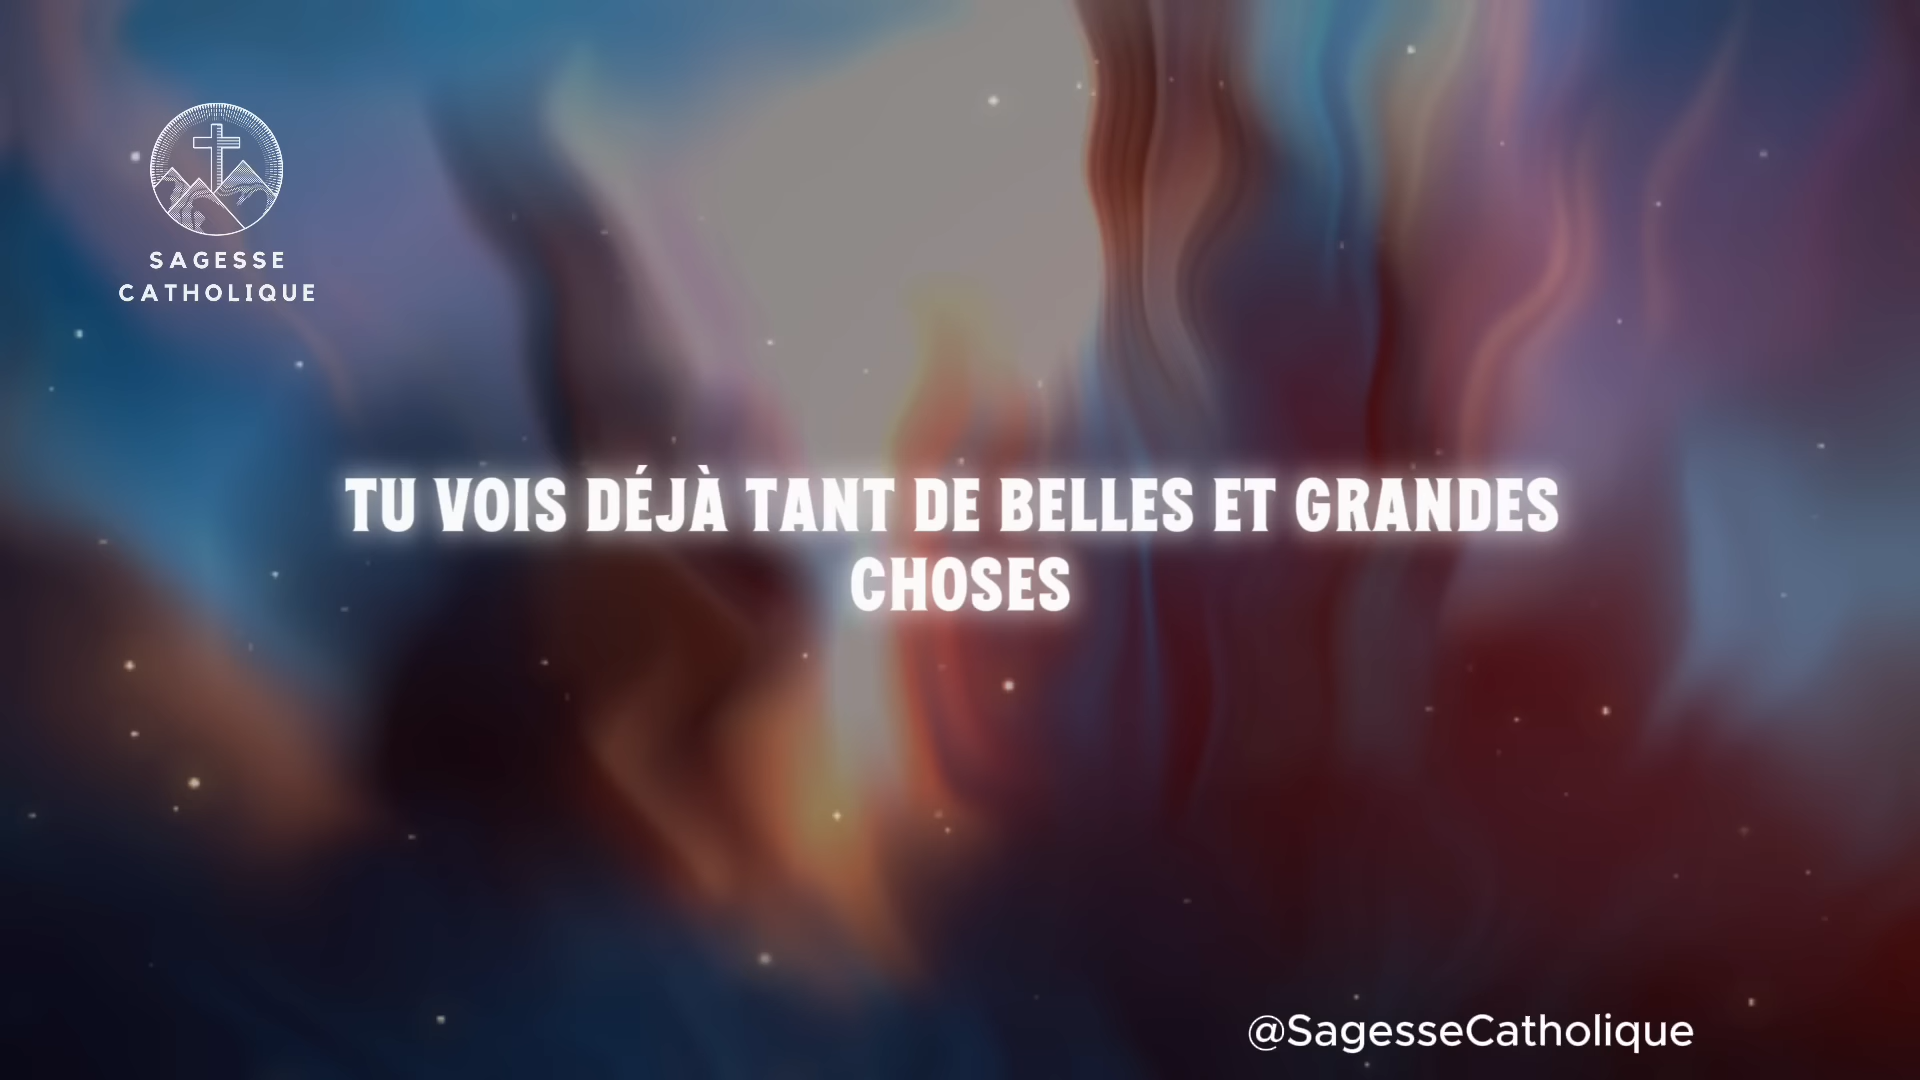 SAGESSE
CATHOLIQUE
TU VOIS DÉJÀ TANT DE BELLES ET GRANDES
CHOSES
@SagesseCatholique